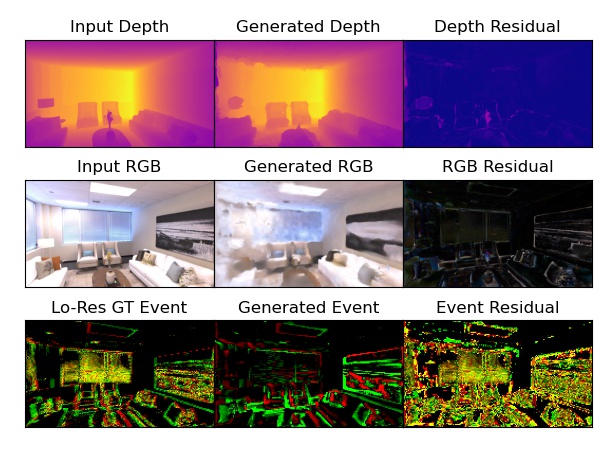 Input Depth Generated Depth Depth Residual
Input RGB Generated RGB RGB Residual
Lo-Res GT Event Generated Event Event Residual